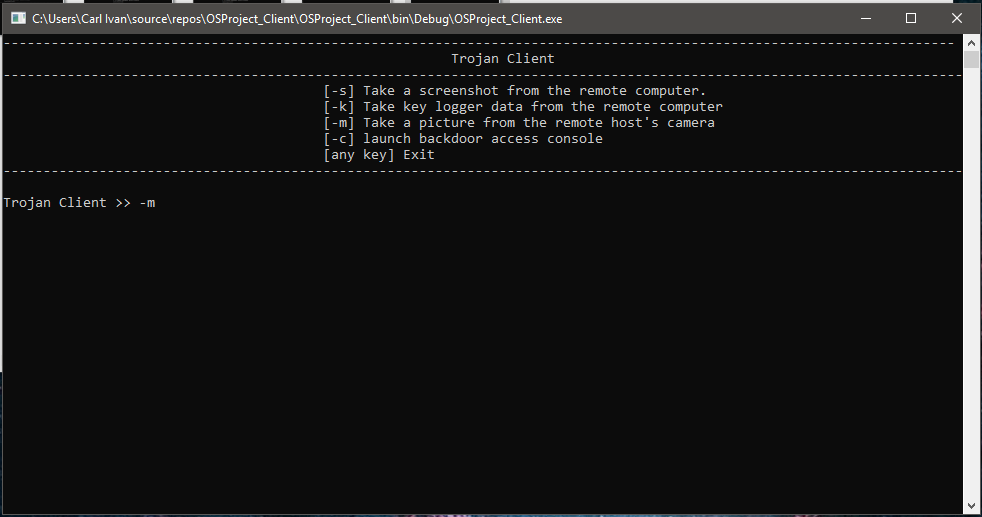 C:\Users\Carl Ivan\source\repos\OSProject_Client\OSProject_Client\bin\Debug\OSProject_Client.exe
------------------------------------------------------------------------------------------------------------------------
Trojan Client
------------------------------------------------------------------------------------------------------------------------
[-s] Take a screenshot from the remote computer.
[-k] Take key logger data from the remote computer
[-m] Take a picture from the remote host's camera
[-c] launch backdoor access console
[any key] Exit
------------------------------------------------------------------------------------------------------------------------
Trojan Client >> -m